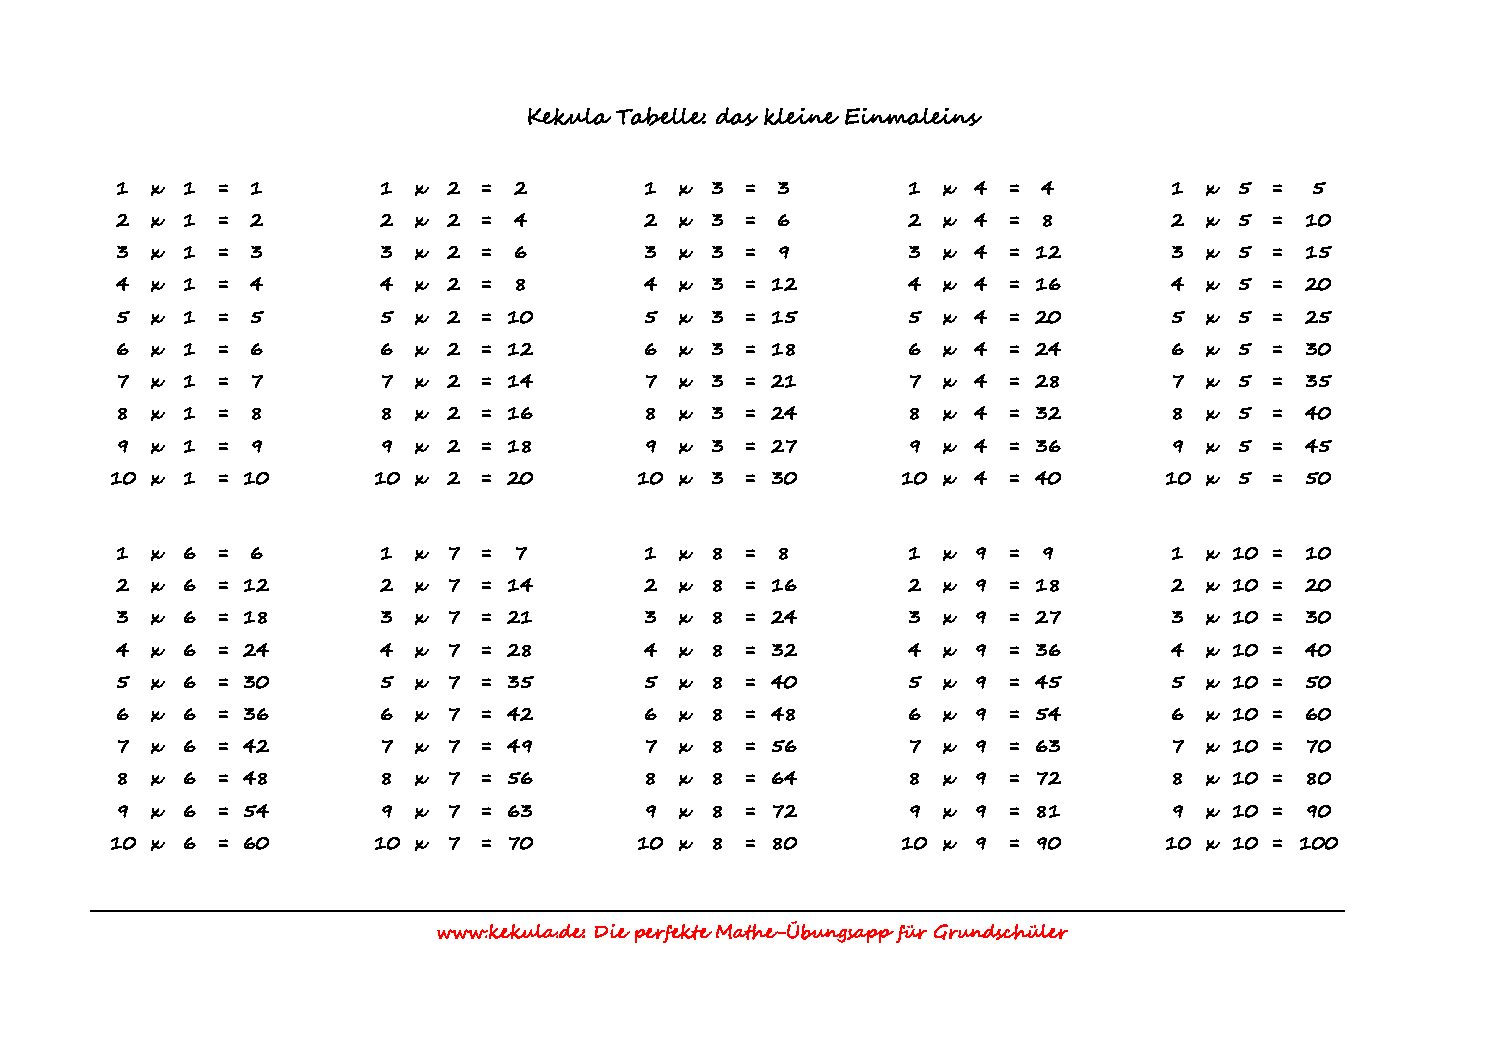 Kekula Tabelle: das kleine Einmaleins
1 x 1 = 1 1 x 2 = 2 1 x 3 = 3 1 x 4 = 4 1 x 5 = 5
2 x 1 = 2 2 x 2 = 4 2 x 3 = 6 2 x 4 = 8 2 x 5 = 10
3 x 1 = 3 3 x 2 = 6 3 x 3 = 9 3 x 4 = 12 3 x 5 = 15
4 x 1 = 4 4 x 2 = 8 4 x 3 = 12 4 x 4 = 16 4 x 5 = 20
5 x 1 = 5 5 x 2 = 10 5 x 3 = 15 5 x 4 = 20 5 x 5 = 25
6 x 1 = 6 6 x 2 = 12 6 x 3 = 18 6 x 4 = 24 6 x 5 = 30
7 x 1 = 7 7 x 2 = 14 7 x 3 = 21 7 x 4 = 28 7 x 5 = 35
8 x 1 = 8 8 x 2 = 16 8 x 3 = 24 8 x 4 = 32 8 x 5 = 40
9 x 1 = 9 9 x 2 = 18 9 x 3 = 27 9 x 4 = 36 9 x 5 = 45
10 x 1 = 10 10 x 2 = 20 10 x 3 = 30 10 x 4 = 40 10 x 5 = 50
1 x 6 = 6 1 x 7 = 7 1 x 8 = 8 1 x 9 = 9 1 x 10 = 10
2 x 6 = 12 2 x 7 = 14 2 x 8 = 16 2 x 9 = 18 2 x 10 = 20
3 x 6 = 18 3 x 7 = 21 3 x 8 = 24 3 x 9 = 27 3 x 10 = 30
4 x 6 = 24 4 x 7 = 28 4 x 8 = 32 4 x 9 = 36 4 x 10 = 40
5 x 6 = 30 5 x 7 = 35 5 x 8 = 40 5 x 9 = 45 5 x 10 = 50
6 x 6 = 36 6 x 7 = 42 6 x 8 = 48 6 x 9 = 54 6 x 10 = 60
7 x 6 = 42 7 x 7 = 49 7 x 8 = 56 7 x 9 = 63 7 x 10 = 70
8 x 6 = 48 8 x 7 = 56 8 x 8 = 64 8 x 9 = 72 8 x 10 = 80
9 x 6 = 54 9 x 7 = 63 9 x 8 = 72 9 x 9 = 81 9 x 10 = 90
10 x 6 = 60 10 x 7 = 70 10 x 8 = 80 10 x 9 = 90 10 x 10 = 100
www.kekula.de: Die perfekte Mathe-Übungsapp für Grundschüler